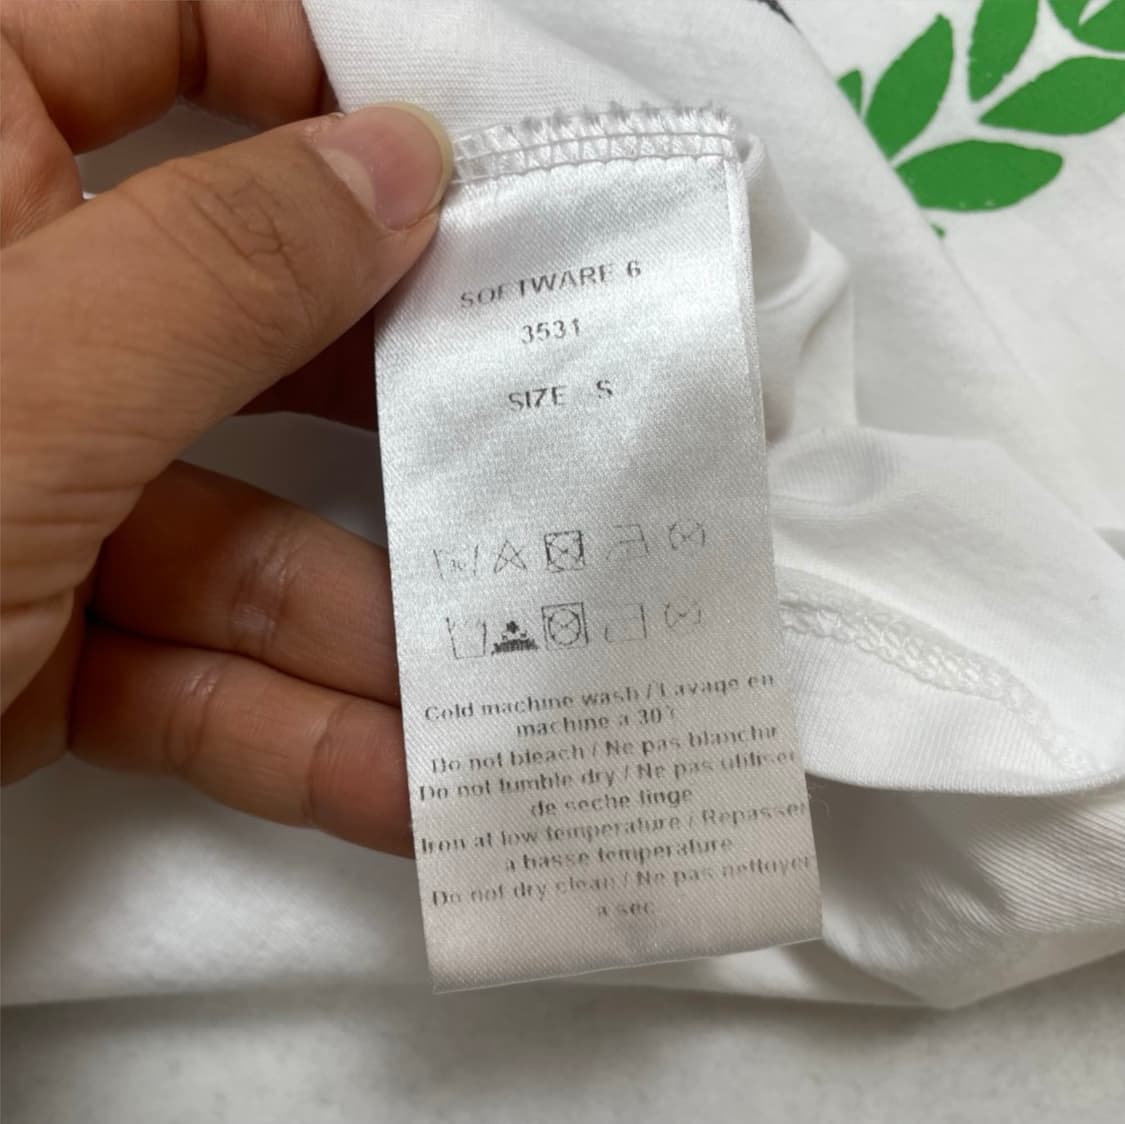 SOFTWARE 6
3531
SIZE S
30
Cold machine wash / Lavage en
machine a 30°
Do not bleach / Ne pas blanchir
Do not tumble dry / Ne pas utiliser
de seche linge
Iron at low temperature / Repasser
a basse temperature
Do not dry clean / Ne pas nettoyer
a sec